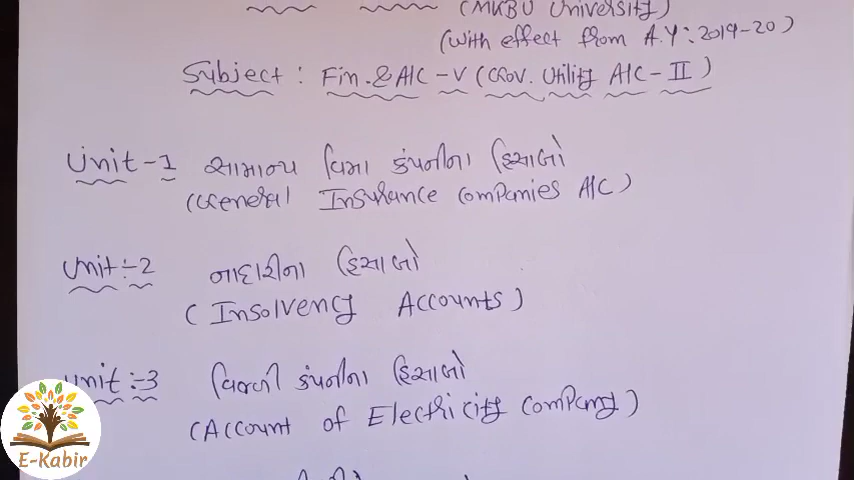 (MKBU University)
(With effect from A.Y : 2019-20)
Subject : Fin. & A/C - V (Gov. Utility A/C - II)
Unit - 1 સામાન્ય વિમા કંપનીના હિસાબો
(General Insurance Companies A/C)
Unit :- 2 નાદારીના હિસાબો
(Insolvency Accounts)
Unit :- 3 વિજળી કંપનીના હિસાબો
(Account of Electricity Company)
E-Kabir